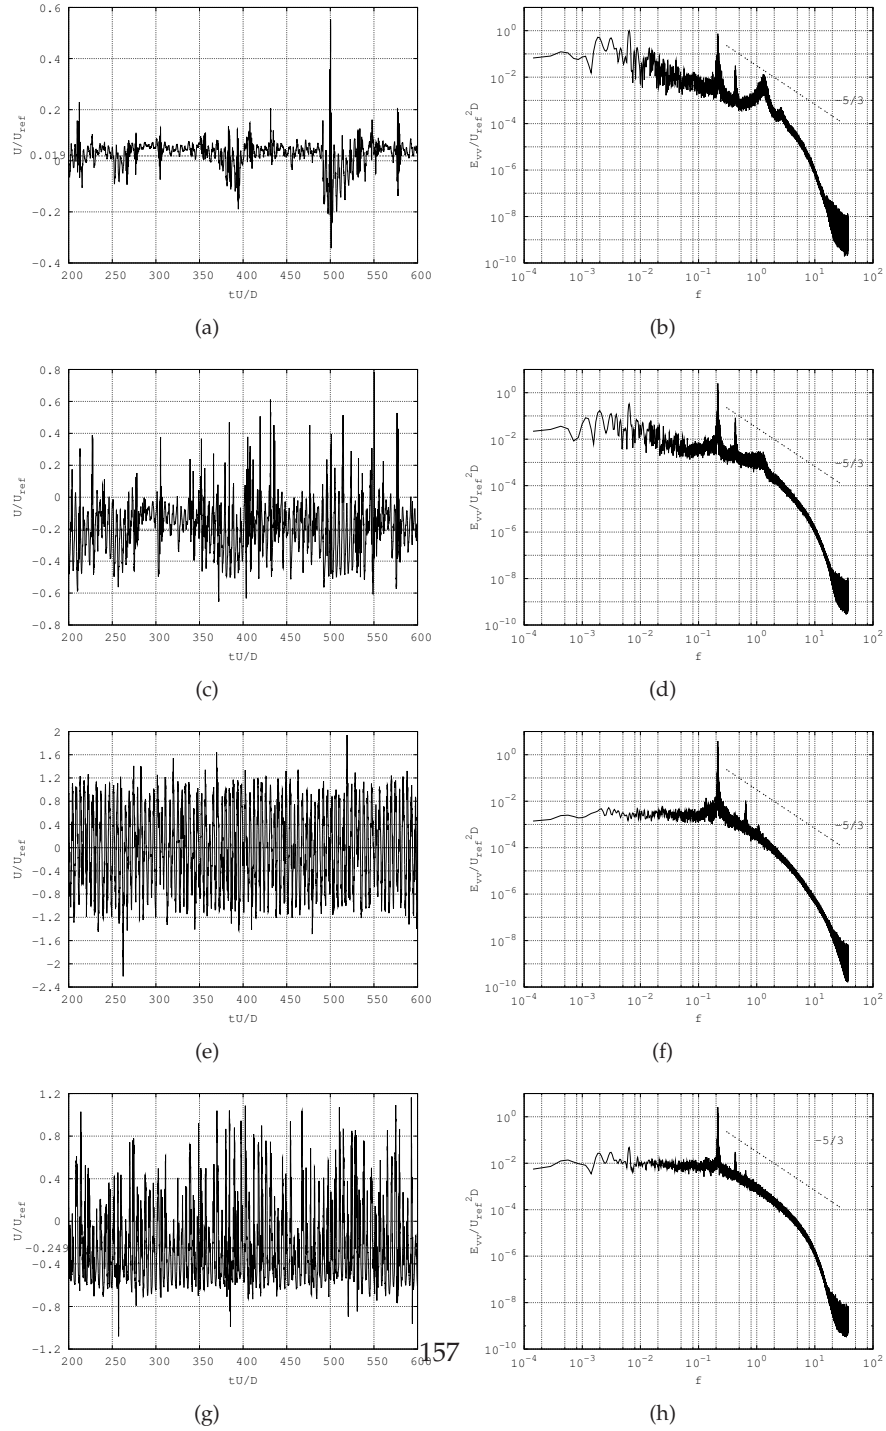 U/U_ref
0.6
0.4
0.2
0.019
0
−0.2
−0.4
200 250 300 350 400 450 500 550 600
tU/D
(a)
E_vv/U_ref^2D
10^0
10^−2
10^−4
10^−6
10^−8
10^−10
−5/3
10^−4 10^−3 10^−2 10^−1 10^0 10^1 10^2
f
(b)
U/U_ref
0.8
0.6
0.4
0.2
0
−0.2
−0.4
−0.6
−0.8
200 250 300 350 400 450 500 550 600
tU/D
(c)
E_vv/U_ref^2D
10^0
10^−2
10^−4
10^−6
10^−8
10^−10
−5/3
10^−4 10^−3 10^−2 10^−1 10^0 10^1 10^2
f
(d)
U/U_ref
2
1.6
1.2
0.8
0.4
0
−0.4
−0.8
−1.2
−1.6
−2
−2.4
200 250 300 350 400 450 500 550 600
tU/D
(e)
E_vv/U_ref^2D
10^0
10^−2
10^−4
10^−6
10^−8
10^−10
−5/3
10^−4 10^−3 10^−2 10^−1 10^0 10^1 10^2
f
(f)
U/U_ref
1.2
0.8
0.4
0
−0.249
−0.4
−0.8
−1.2
200 250 300 350 400 450 500 550 600
tU/D
(g)
E_vv/U_ref^2D
10^0
10^−2
10^−4
10^−6
10^−8
10^−10
−5/3
10^−4 10^−3 10^−2 10^−1 10^0 10^1 10^2
f
(h)
157